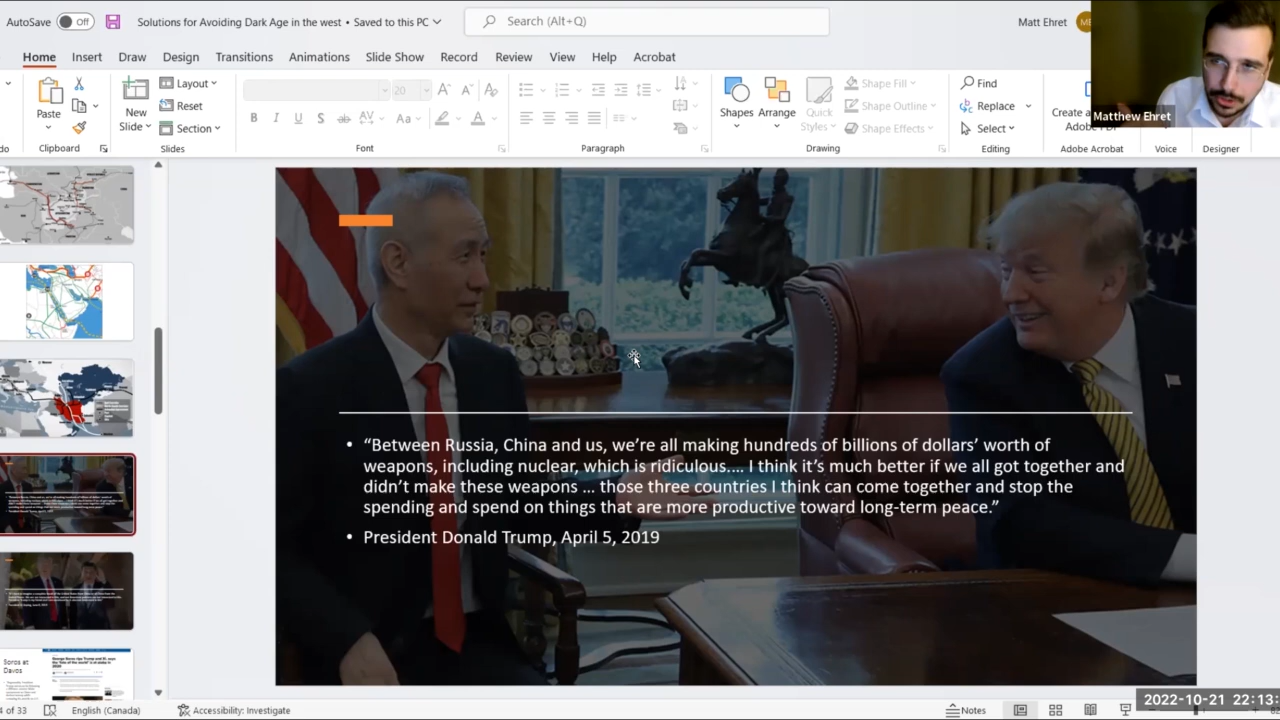 AutoSave Off Solutions for Avoiding Dark Age in the west • Saved to this PC Search (Alt+Q) Matt Ehret
Home Insert Draw Design Transitions Animations Slide Show Record Review View Help Acrobat
Paste
Clipboard
New
Slide
Layout
Reset
Section
Slides
20
Font
Paragraph
Shapes
Arrange
Quick
Styles
Shape Fill
Shape Outline
Shape Effects
Drawing
Find
Replace
Select
Editing
Adobe Acrobat
Voice
Designer
Matthew Ehret
• “Between Russia, China and us, we’re all making hundreds of billions of dollars’ worth of
weapons, including nuclear, which is ridiculous.... I think it’s much better if we all got together and
didn’t make these weapons ... those three countries I think can come together and stop the
spending and spend on things that are more productive toward long-term peace.”
• President Donald Trump, April 5, 2019
Soros at
Davos
of 33 English (Canada) Accessibility: Investigate Notes
2022-10-21 22:13: